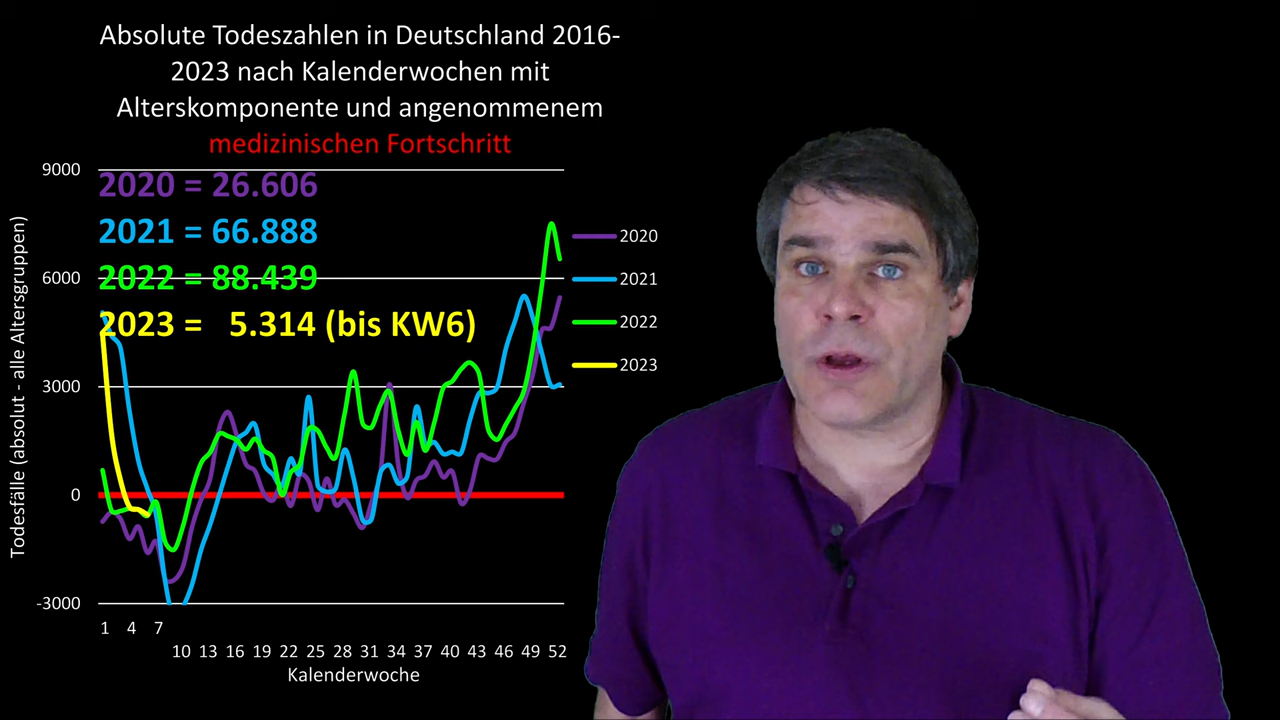 Absolute Todeszahlen in Deutschland 2016-
2023 nach Kalenderwochen mit
Alterskomponente und angenommenem
medizinischen Fortschritt
9000
2020 = 26.606
2021 = 66.888
2022 = 88.439
2023 = 5.314 (bis KW6)
6000
3000
0
-3000
Todesfälle (absolut - alle Altersgruppen)
2020
2021
2022
2023
1 4 7
10 13 16 19 22 25 28 31 34 37 40 43 46 49 52
Kalenderwoche